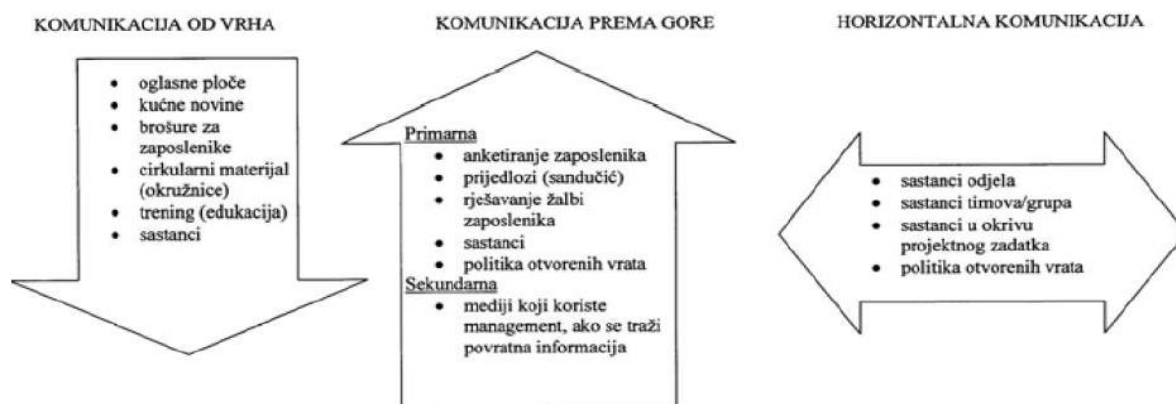 KOMUNIKACIJA OD VRHA
• oglasne ploče
• kućne novine
• brošure za
zaposlenike
• cirkularni materijal
(okružnice)
• trening (edukacija)
• sastanci
KOMUNIKACIJA PREMA GORE
Primarna
• anketiranje zaposlenika
• prijedlozi (sandučić)
• rješavanje žalbi
zaposlenika
• sastanci
• politika otvorenih vrata
Sekundarna
• mediji koji koriste
management, ako se traži
povratna informacija
HORIZONTALNA KOMUNIKACIJA
• sastanci odjela
• sastanci timova/grupa
• sastanci u okrivu
projektnog zadatka
• politika otvorenih vrata